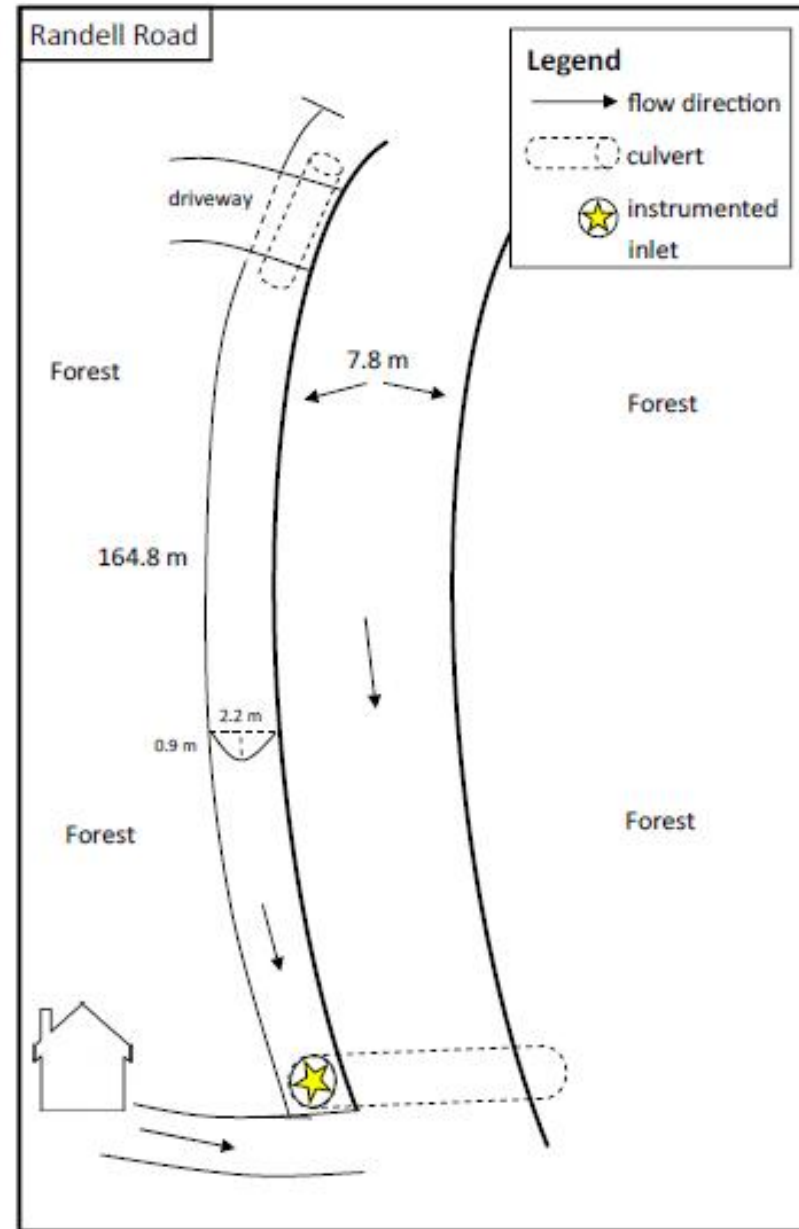 Randell Road
Legend
flow direction
culvert
instrumented
inlet
driveway
7.8 m
Forest
Forest
164.8 m
2.2 m
0.9 m
Forest
Forest